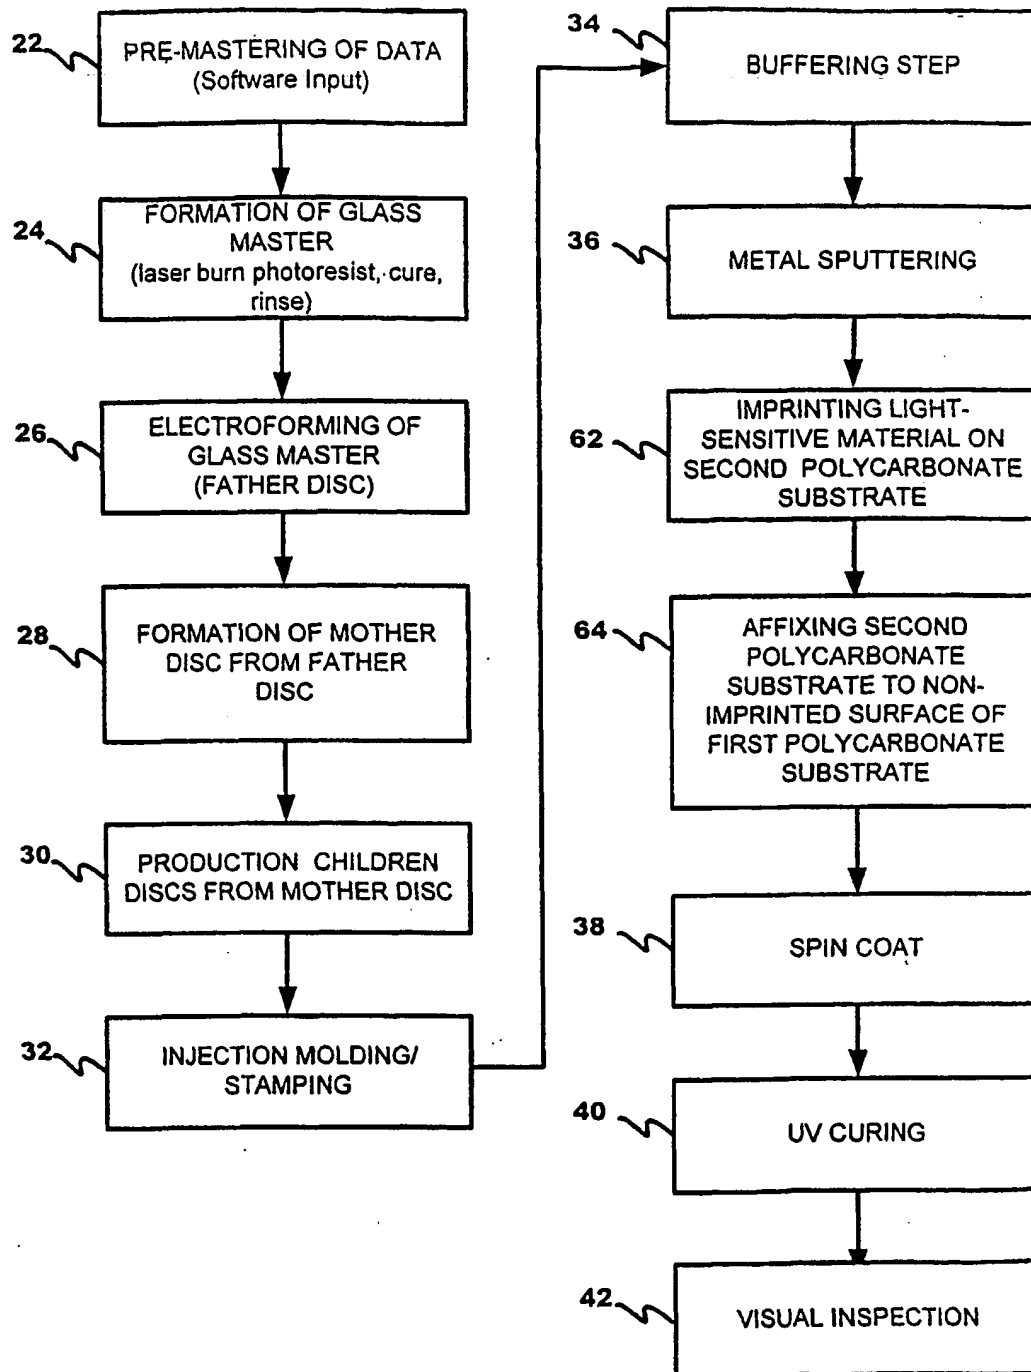 22
PRE-MASTERING OF DATA
(Software Input)
24
FORMATION OF GLASS
MASTER
(laser burn photoresist, cure,
rinse)
26
ELECTROFORMING OF
GLASS MASTER
(FATHER DISC)
28
FORMATION OF MOTHER
DISC FROM FATHER
DISC
30
PRODUCTION CHILDREN
DISCS FROM MOTHER DISC
32
INJECTION MOLDING/
STAMPING
34
BUFFERING STEP
36
METAL SPUTTERING
62
IMPRINTING LIGHT-
SENSITIVE MATERIAL ON
SECOND POLYCARBONATE
SUBSTRATE
64
AFFIXING SECOND
POLYCARBONATE
SUBSTRATE TO NON-
IMPRINTED SURFACE OF
FIRST POLYCARBONATE
SUBSTRATE
38
SPIN COAT
40
UV CURING
42
VISUAL INSPECTION